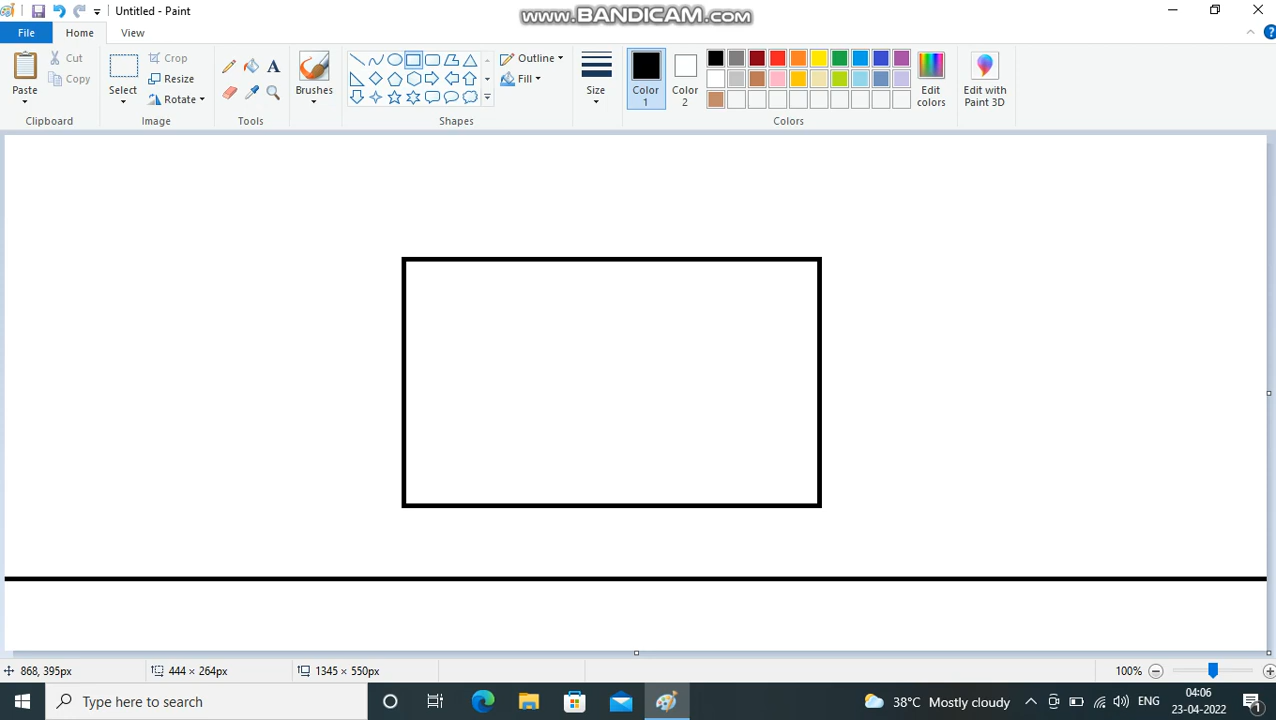 Untitled - Paint
www.BANDICAM.com
File
Home
View
Paste
Cut
Copy
Clipboard
Select
Crop
Resize
Rotate
Image
A
Tools
Brushes
Outline
Fill
Shapes
Size
Color
1
Color
2
Edit
colors
Colors
Edit with
Paint 3D
868, 395px
444 × 264px
1345 × 550px
100%
Type here to search
38°C Mostly cloudy
ENG
04:06
23-04-2022
1